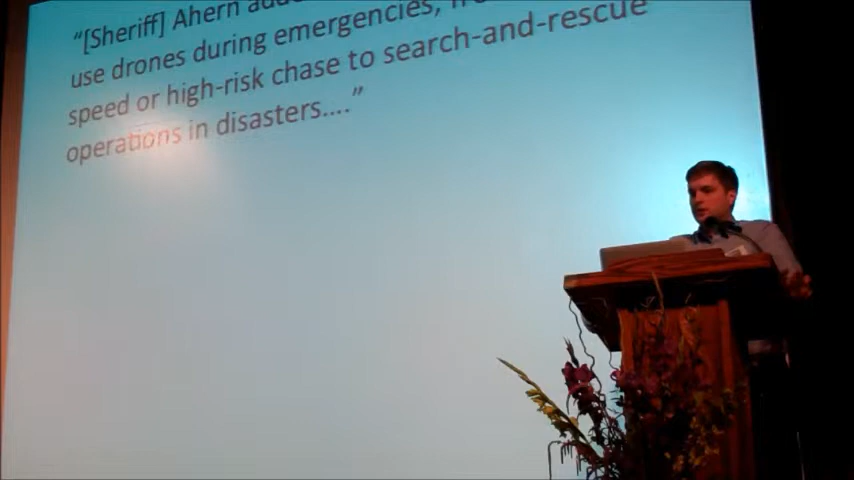 "[Sheriff] Ahern
use drones during emergencies,
speed or high-risk chase to search-and-rescue
operations in disasters...."